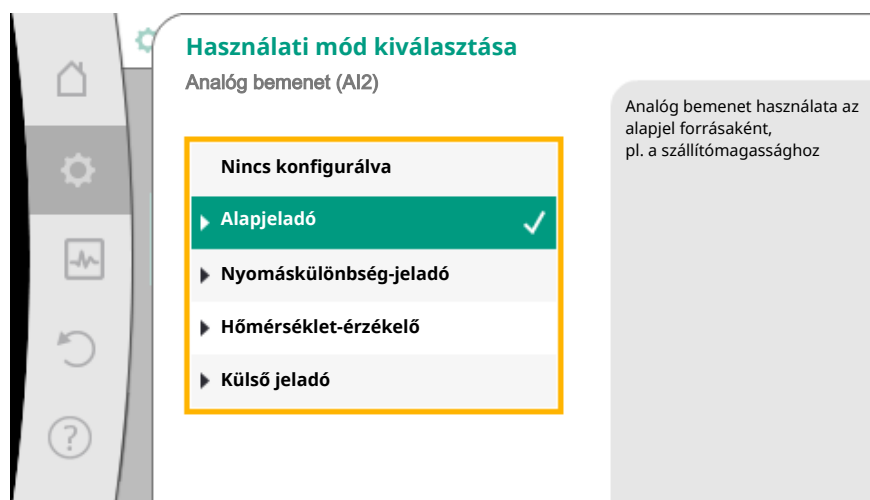 Használati mód kiválasztása
Analóg bemenet (AI2)
Nincs konfigurálva
Alapjeladó
Nyomáskülönbség-jeladó
Hőmérséklet-érzékelő
Külső jeladó
Analóg bemenet használata az
alapjel forrásaként,
pl. a szállítómagassághoz
?